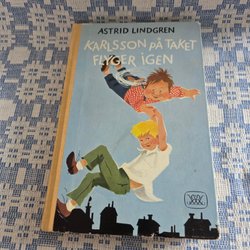 ASTRID LINDGREN
KARLSSON PÅ TAKET
FLYGER IGEN